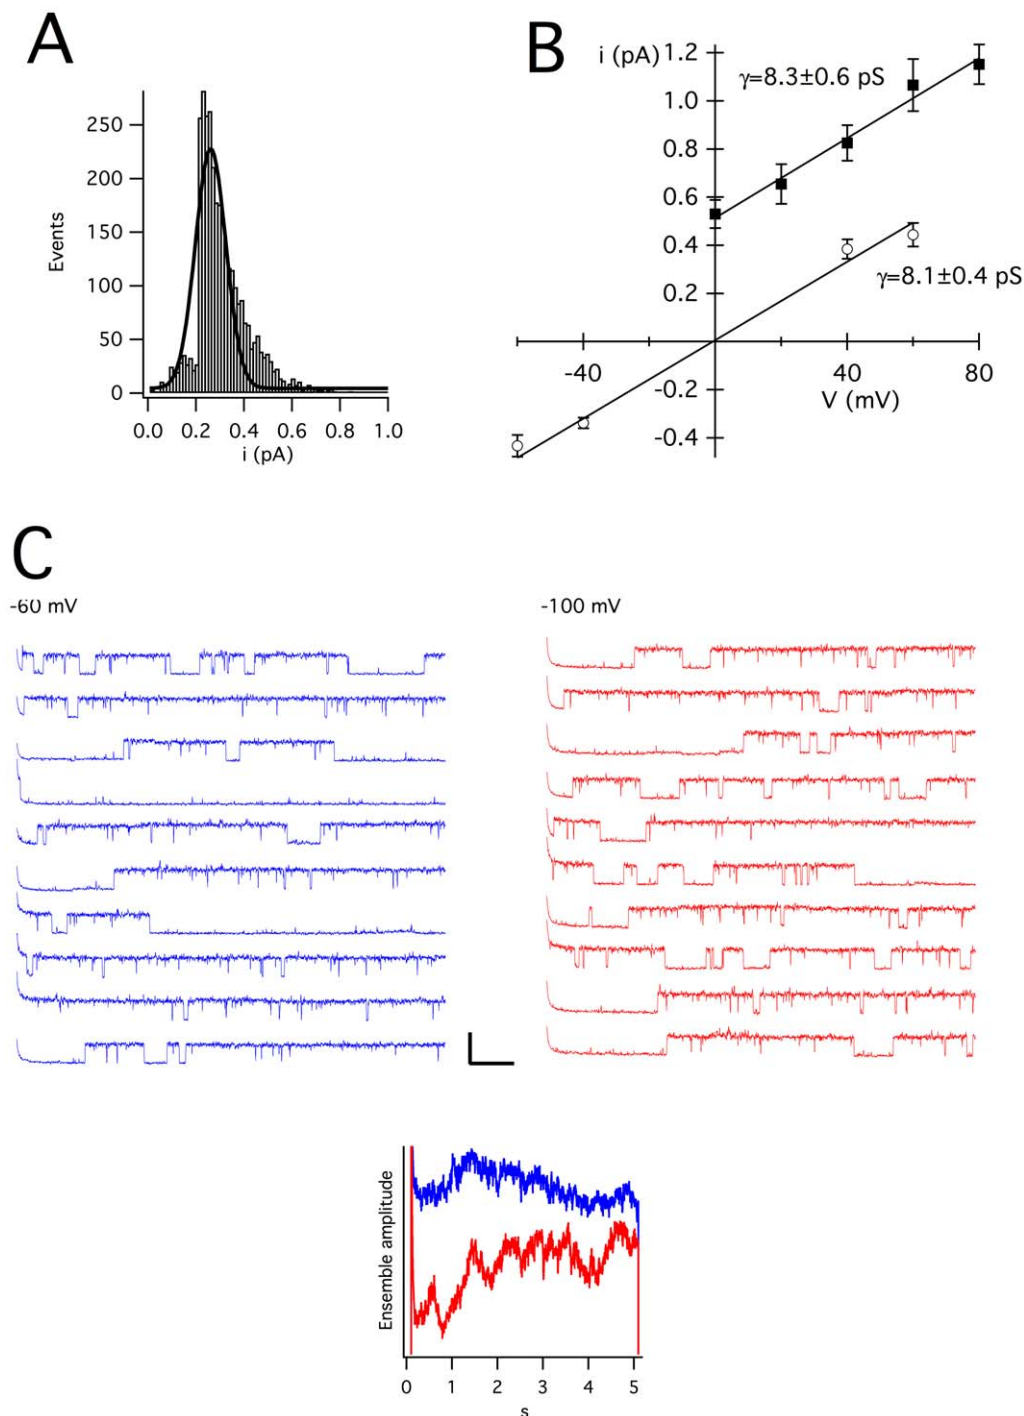 A
B
250
200
150
100
50
0
Events
0.0 0.2 0.4 0.6 0.8 1.0
i (pA)
i (pA)
1.2
1.0
0.8
0.6
0.4
0.2
-0.2
-0.4
γ=8.3±0.6 pS
γ=8.1±0.4 pS
-40 40 80
V (mV)
C
-60 mV
-100 mV
Ensemble amplitude
0 1 2 3 4 5
s